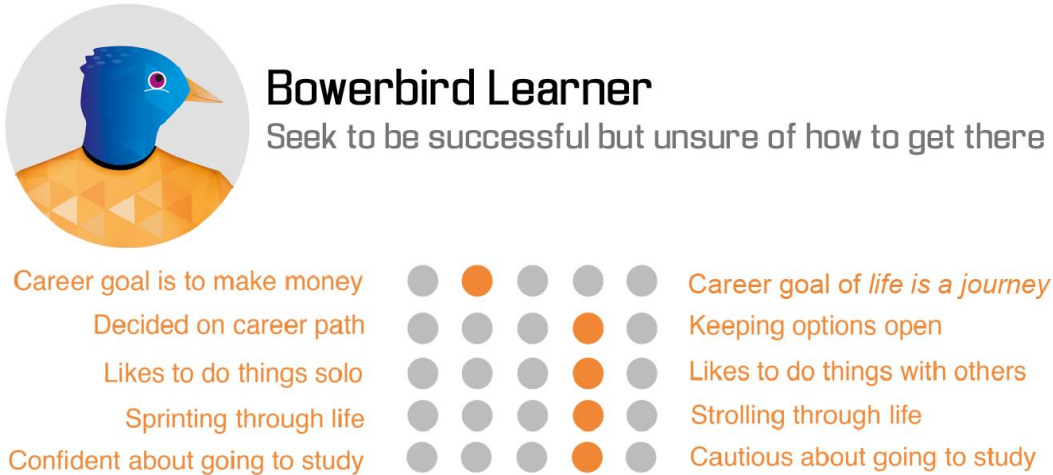 Bowerbird Learner
Seek to be successful but unsure of how to get there
Career goal is to make money Career goal of life is a journey
Decided on career path Keeping options open
Likes to do things solo Likes to do things with others
Sprinting through life Strolling through life
Confident about going to study Cautious about going to study